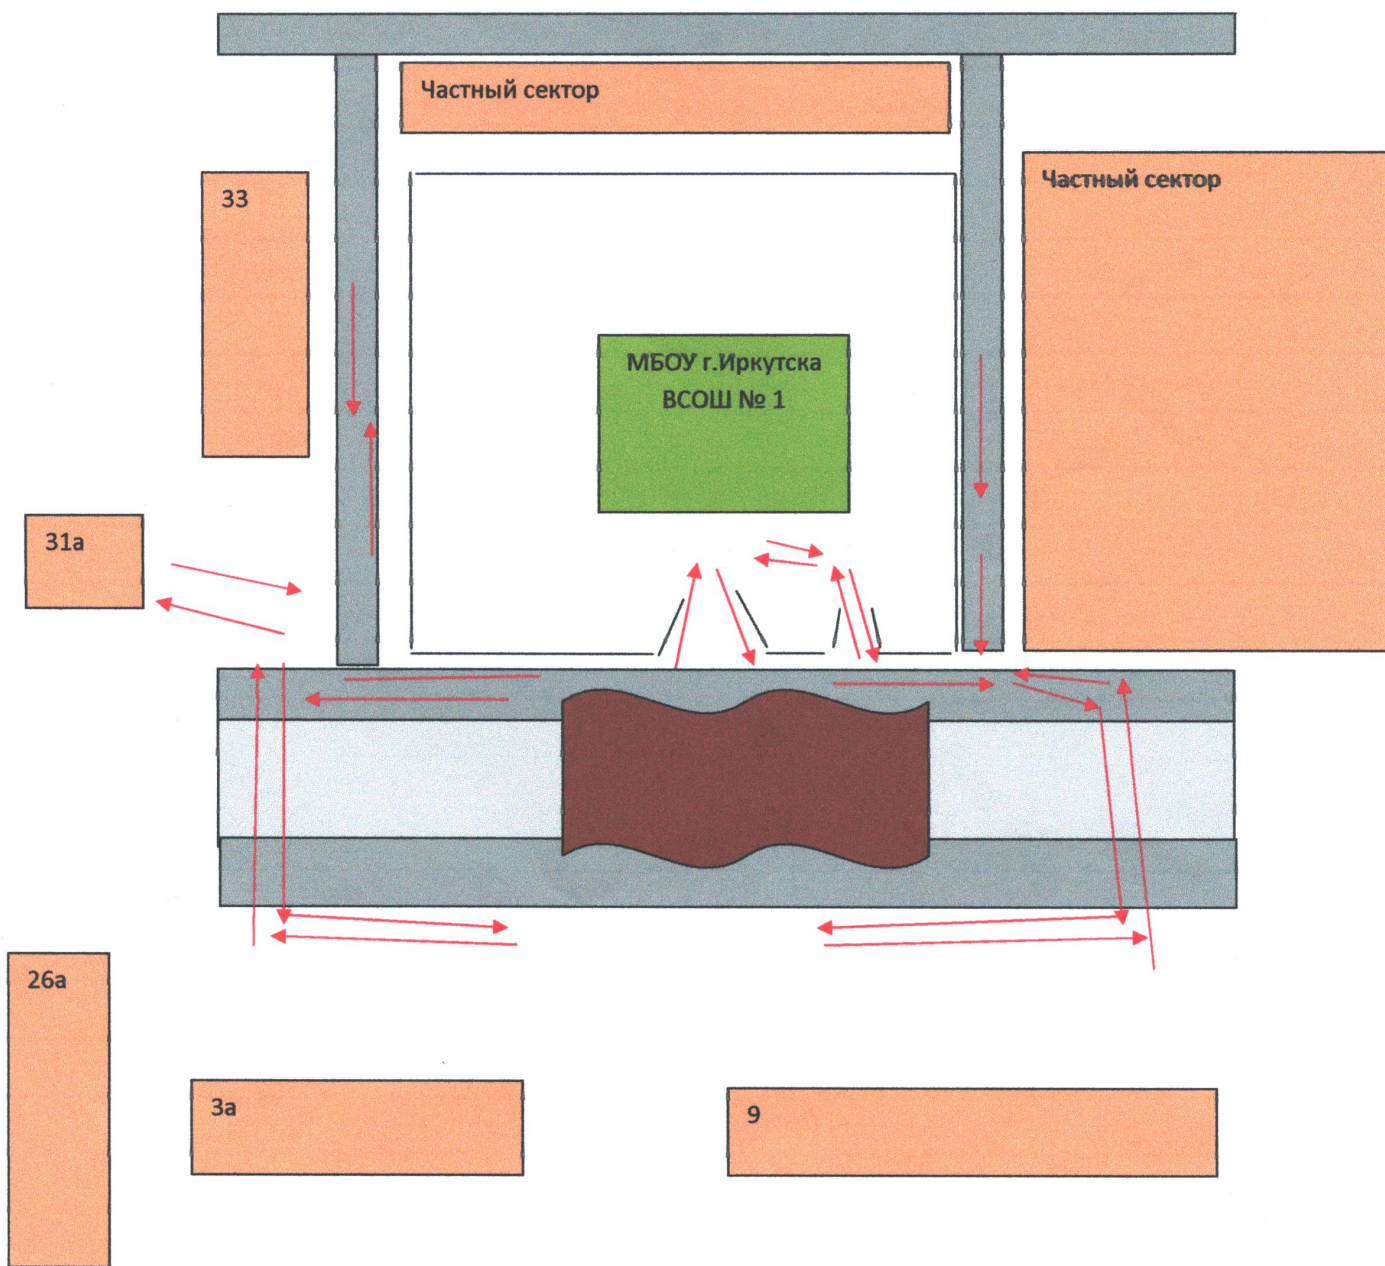 Частный сектор
Частный сектор
33
МБОУ г.Иркутска
ВСОШ № 1
31а
26а
3а
9